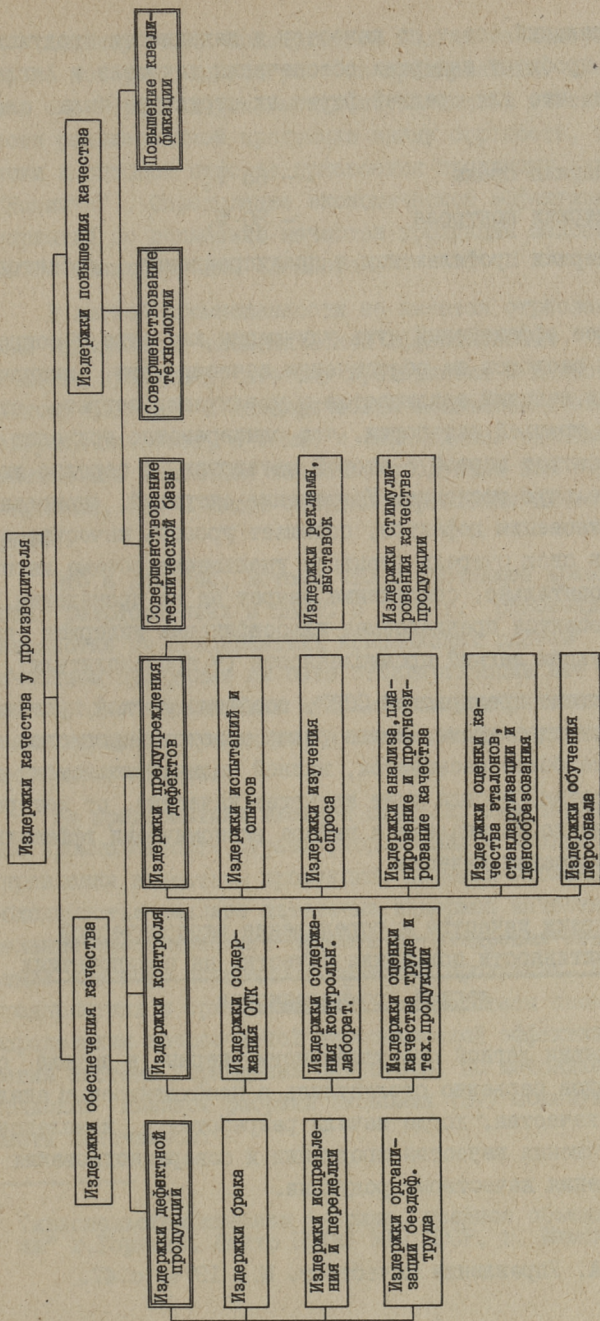 Издержки качества у производителя
Издержки обеспечения качества
Издержки повышения качества
Издержки дефектной
продукции
Издержки контроля
Издержки предупреждения
дефектов
Совершенствование
технической базы
Совершенствование
технологии
Повышение квали-
фикации
Издержки брака
Издержки исправле-
ния и переделки
Издержки органи-
заций бездеф.
труда
Издержки содер-
жания ОТК
Издержки содержа-
ния контрольн.
лаборат.
Издержки оценки
качества труда и
тех.продукции
Издержки испытаний и
опытов
Издержки изучения
спроса
Издержки анализа,пла-
нирование и прогнози-
рование качества
Издержки оценки ка-
чества эталонов,
стандартизации и
ценообразования
Издержки обучения
персонала
Издержки рекламы,
выставок
Издержки стимули-
рования качества
продукции